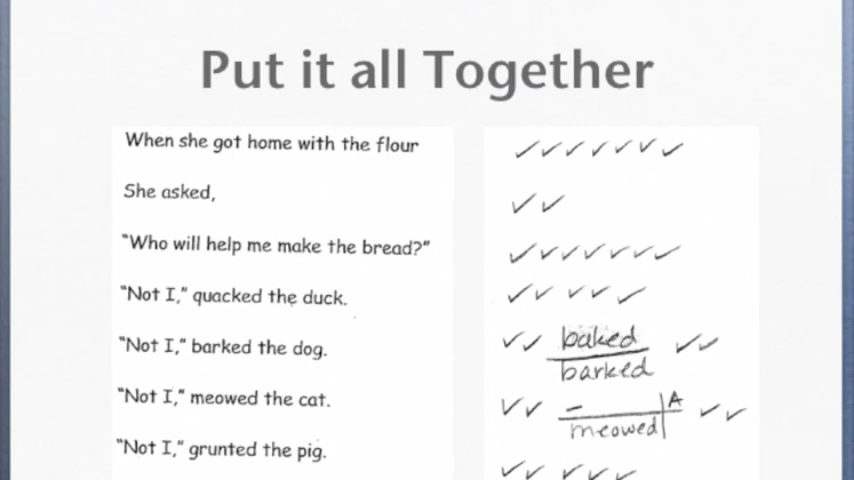 Put it all Together
When she got home with the flour
✓✓✓✓✓✓✓
She asked,
✓✓
“Who will help me make the bread?”
✓✓✓✓✓✓✓
“Not I,” quacked the duck.
✓✓ ✓✓✓
“Not I,” barked the dog.
✓✓ baked ✓✓
barked
“Not I,” meowed the cat.
✓✓ – A ✓✓
meowed
“Not I,” grunted the pig.
✓✓ ✓✓✓